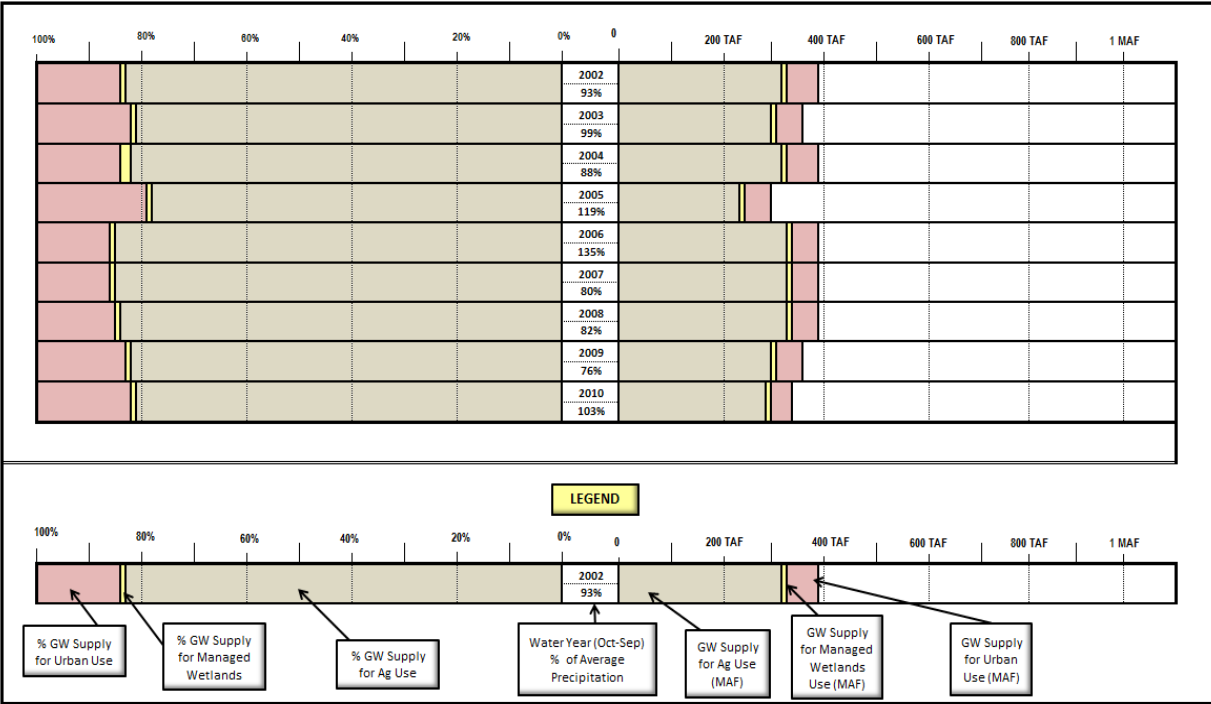 100% 80% 60% 40% 20% 0% 0 200 TAF 400 TAF 600 TAF 800 TAF 1 MAF
2002
93%
2003
99%
2004
88%
2005
119%
2006
135%
2007
80%
2008
82%
2009
76%
2010
103%
LEGEND
100% 80% 60% 40% 20% 0% 0 200 TAF 400 TAF 600 TAF 800 TAF 1 MAF
2002
93%
% GW Supply
for Urban Use
% GW Supply
for Managed
Wetlands
% GW Supply
for Ag Use
Water Year (Oct-Sep)
% of Average
Precipitation
GW Supply
for Ag Use
(MAF)
GW Supply
for Managed
Wetlands
Use (MAF)
GW Supply
for Urban
Use (MAF)